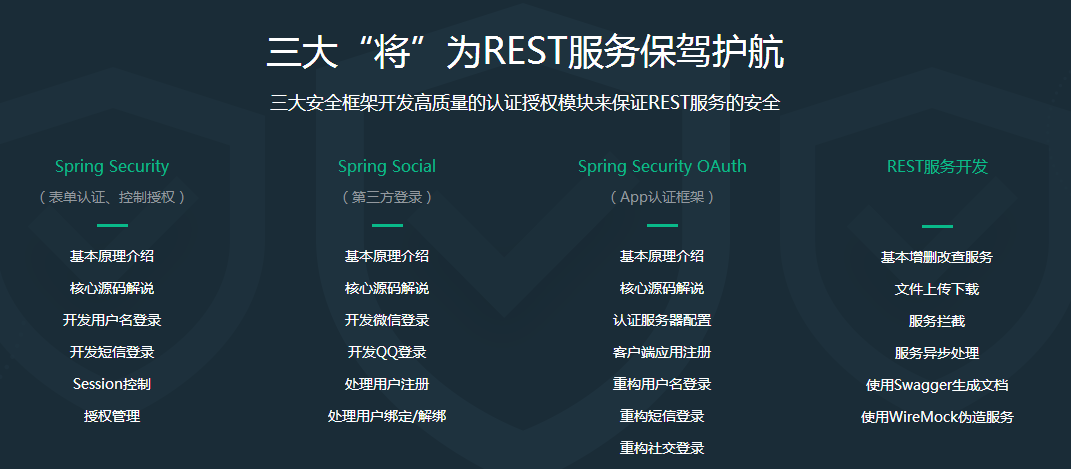 三大“将”为REST服务保驾护航
三大安全框架开发高质量的认证授权模块来保证REST服务的安全
Spring Security
（表单认证、控制授权）
基本原理介绍
核心源码解说
开发用户名登录
开发短信登录
Session控制
授权管理
Spring Social
（第三方登录）
基本原理介绍
核心源码解说
开发微信登录
开发QQ登录
处理用户注册
处理用户绑定/解绑
Spring Security OAuth
（App认证框架）
基本原理介绍
核心源码解说
认证服务器配置
客户端应用注册
重构用户名登录
重构短信登录
重构社交登录
REST服务开发
基本增删改查服务
文件上传下载
服务拦截
服务异步处理
使用Swagger生成文档
使用WireMock伪造服务